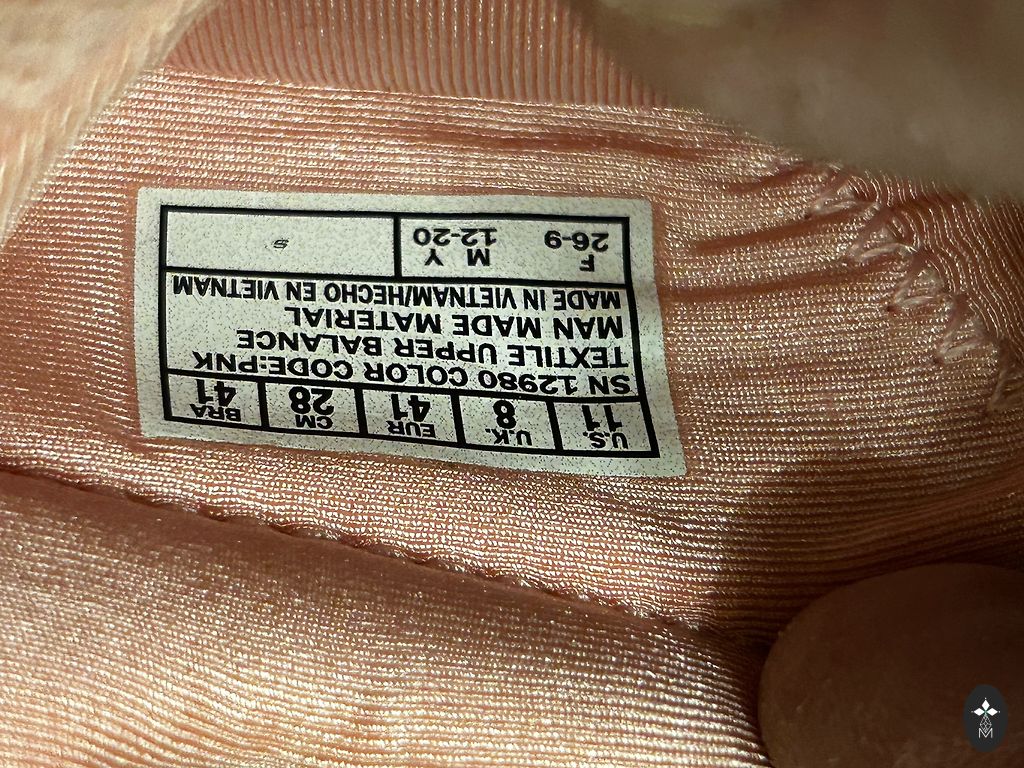 U.S. U.K. EUR CM BRA
11 8 41 28 41
SN 12980 COLOR CODE:PNK
TEXTILE UPPER BALANCE
MAN MADE MATERIAL
MADE IN VIETNAM/HECHO EN VIETNAM
F M Y
26-9 12-20